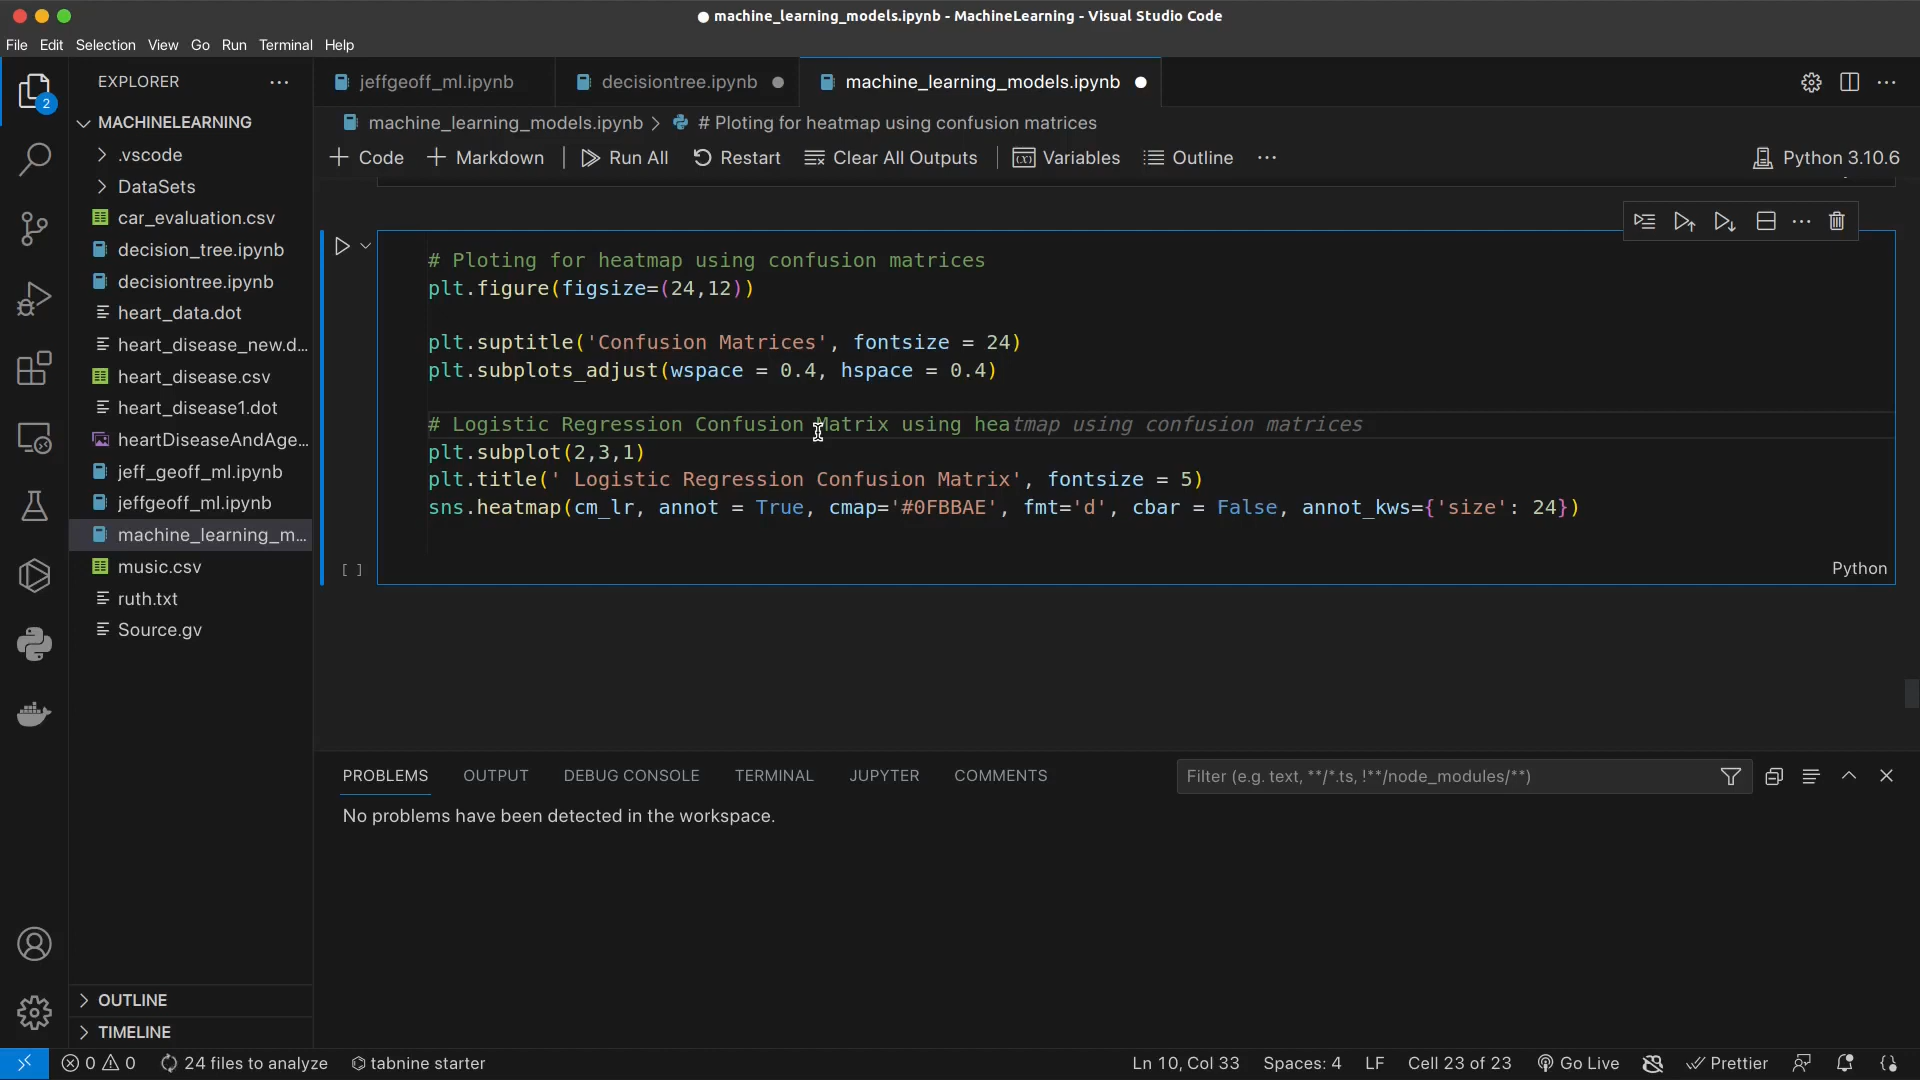 machine_learning_models.ipynb - MachineLearning - Visual Studio Code
File Edit Selection View Go Run Terminal Help
2
EXPLORER
MACHINELEARNING
.vscode
DataSets
car_evaluation.csv
decision_tree.ipynb
decisiontree.ipynb
heart_data.dot
heart_disease_new.d...
heart_disease.csv
heart_disease1.dot
heartDiseaseAndAge...
jeff_geoff_ml.ipynb
jeffgeoff_ml.ipynb
machine_learning_m...
music.csv
ruth.txt
Source.gv
OUTLINE
TIMELINE
jeffgeoff_ml.ipynb decisiontree.ipynb machine_learning_models.ipynb
machine_learning_models.ipynb > # Ploting for heatmap using confusion matrices
+ Code + Markdown Run All Restart Clear All Outputs (x) Variables Outline ... Python 3.10.6
# Ploting for heatmap using confusion matrices
plt.figure(figsize=(24,12))
plt.suptitle('Confusion Matrices', fontsize = 24)
plt.subplots_adjust(wspace = 0.4, hspace = 0.4)
# Logistic Regression Confusion Matrix using heatmap using confusion matrices
plt.subplot(2,3,1)
plt.title(' Logistic Regression Confusion Matrix', fontsize = 5)
sns.heatmap(cm_lr, annot = True, cmap='#0FBBAE', fmt='d', cbar = False, annot_kws={'size': 24})
[ ] Python
PROBLEMS OUTPUT DEBUG CONSOLE TERMINAL JUPYTER COMMENTS Filter (e.g. text, **/*.ts, !**/node_modules/**)
No problems have been detected in the workspace.
0 0 24 files to analyze tabnine starter Ln 10, Col 33 Spaces: 4 LF Cell 23 of 23 Go Live Prettier